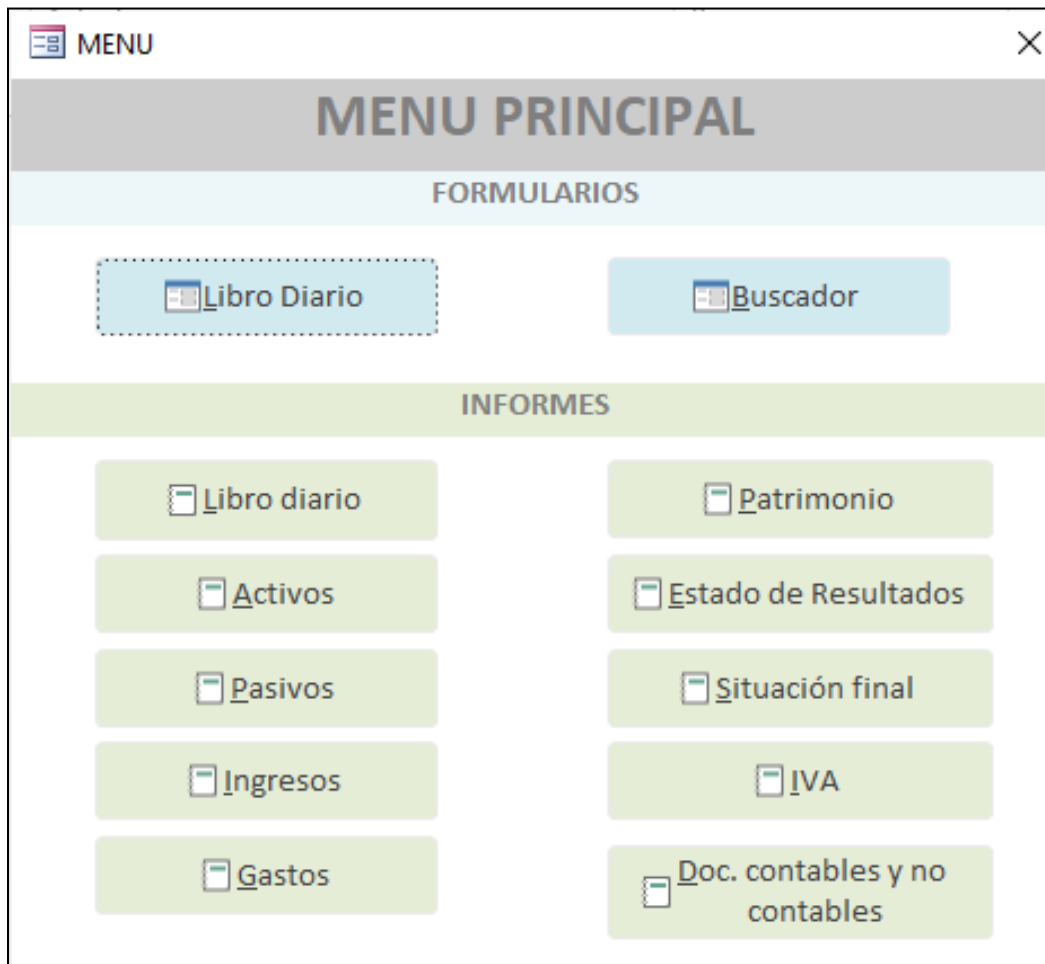 MENU
MENU PRINCIPAL
FORMULARIOS
Libro Diario
Buscador
INFORMES
Libro diario
Patrimonio
Activos
Estado de Resultados
Pasivos
Situación final
Ingresos
IVA
Gastos
Doc. contables y no
contables